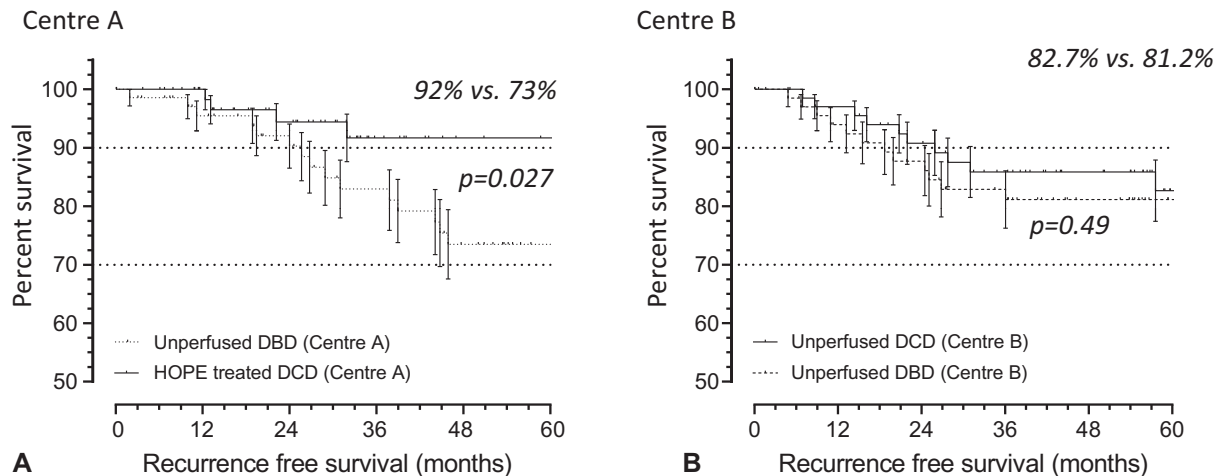 Centre A
92% vs. 73%
p=0.027
Percent survival
100
90
80
70
60
50
Unperfused DBD (Centre A)
HOPE treated DCD (Centre A)
0 12 24 36 48 60
A Recurrence free survival (months)
Centre B
82.7% vs. 81.2%
p=0.49
Percent survival
100
90
80
70
60
50
Unperfused DCD (Centre B)
Unperfused DBD (Centre B)
0 12 24 36 48 60
B Recurrence free survival (months)